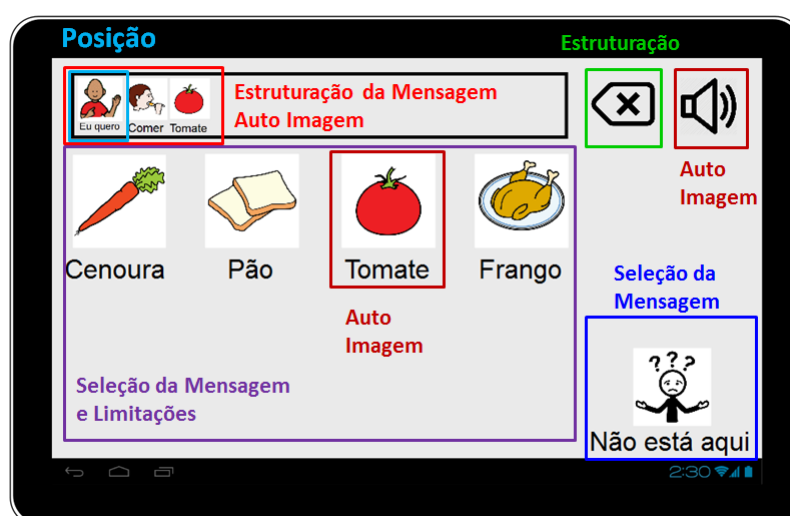 Posição
Estruturação
Estruturação da Mensagem
Auto Imagem
Eu quero Comer Tomate
Auto
Imagem
Cenoura Pão Tomate Frango
Auto
Imagem
Seleção da
Mensagem
Seleção da Mensagem
e Limitações
???
Não está aqui
2:30